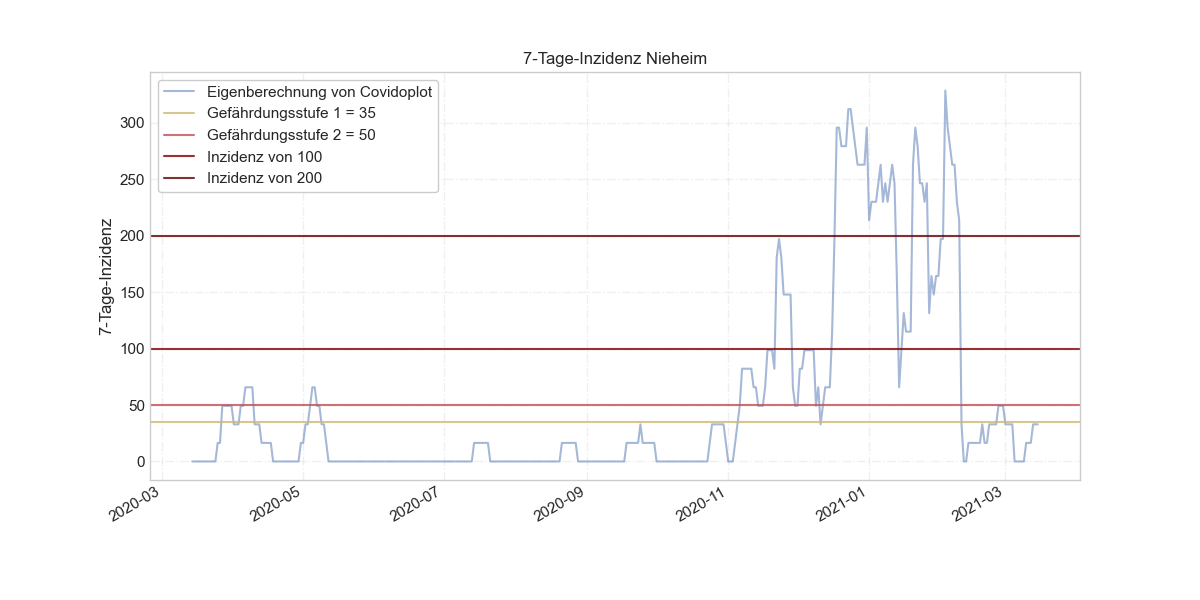 7-Tage-Inzidenz Nieheim
Eigenberechnung von Covidoplot
Gefährdungsstufe 1 = 35
Gefährdungsstufe 2 = 50
Inzidenz von 100
Inzidenz von 200
7-Tage-Inzidenz
300
250
200
150
100
50
0
2020-03
2020-05
2020-07
2020-09
2020-11
2021-01
2021-03